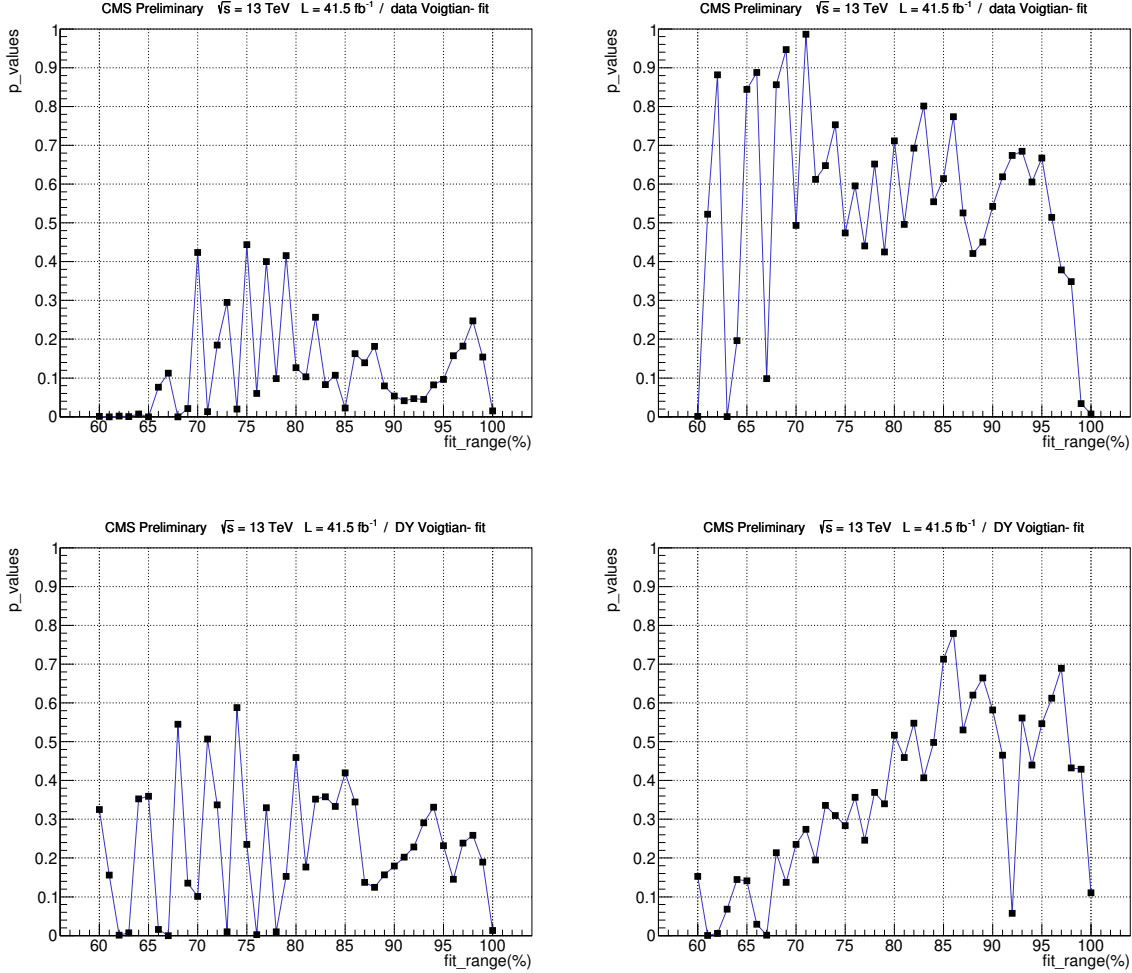 CMS Preliminary √s = 13 TeV L = 41.5 fb⁻¹ / data Voigtian- fit
p_values
1
0.9
0.8
0.7
0.6
0.5
0.4
0.3
0.2
0.1
0
60 65 70 75 80 85 90 95 100
fit_range(%)
CMS Preliminary √s = 13 TeV L = 41.5 fb⁻¹ / data Voigtian- fit
p_values
1
0.9
0.8
0.7
0.6
0.5
0.4
0.3
0.2
0.1
0
60 65 70 75 80 85 90 95 100
fit_range(%)
CMS Preliminary √s = 13 TeV L = 41.5 fb⁻¹ / DY Voigtian- fit
p_values
1
0.9
0.8
0.7
0.6
0.5
0.4
0.3
0.2
0.1
0
60 65 70 75 80 85 90 95 100
fit_range(%)
CMS Preliminary √s = 13 TeV L = 41.5 fb⁻¹ / DY Voigtian- fit
p_values
1
0.9
0.8
0.7
0.6
0.5
0.4
0.3
0.2
0.1
0
60 65 70 75 80 85 90 95 100
fit_range(%)